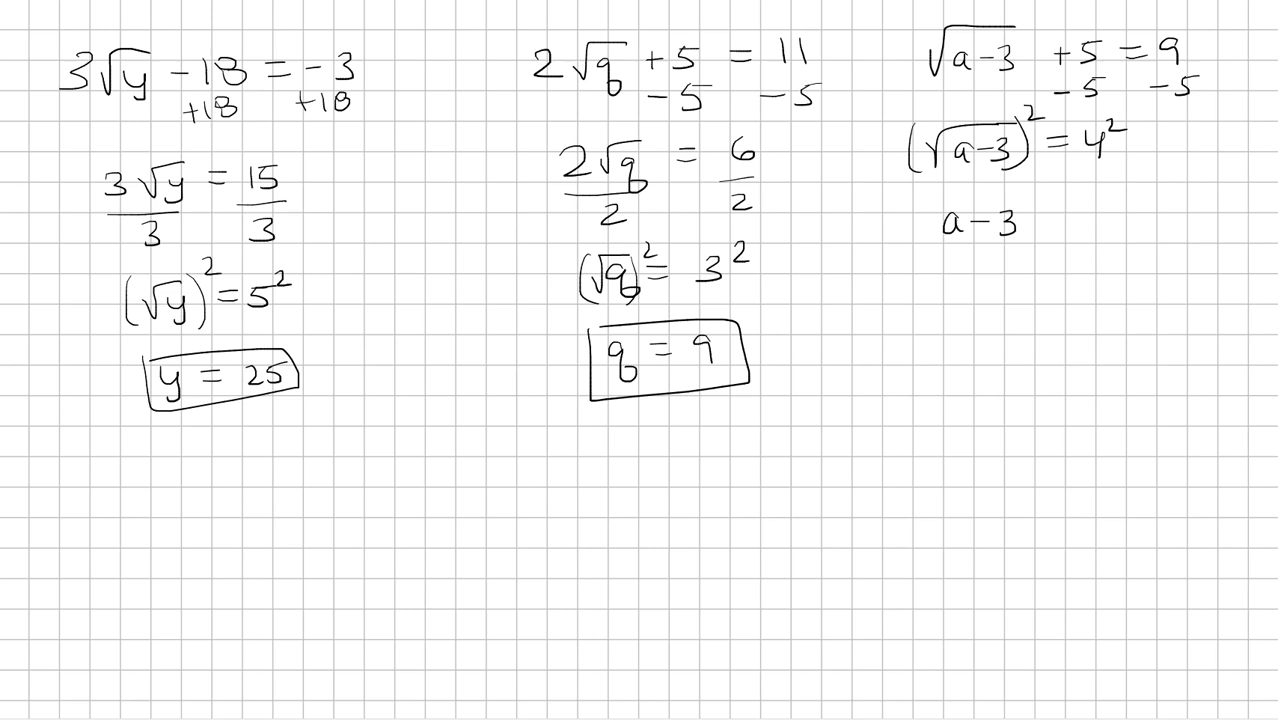 3√y - 18 = -3
+18 +18
3√y = 15
3 3
(√y)² = 5²
y = 25
2√q + 5 = 11
-5 -5
2√q = 6
2 2
(√q)² = 3²
q = 9
√a-3 + 5 = 9
-5 -5
(√a-3)² = 4²
a-3